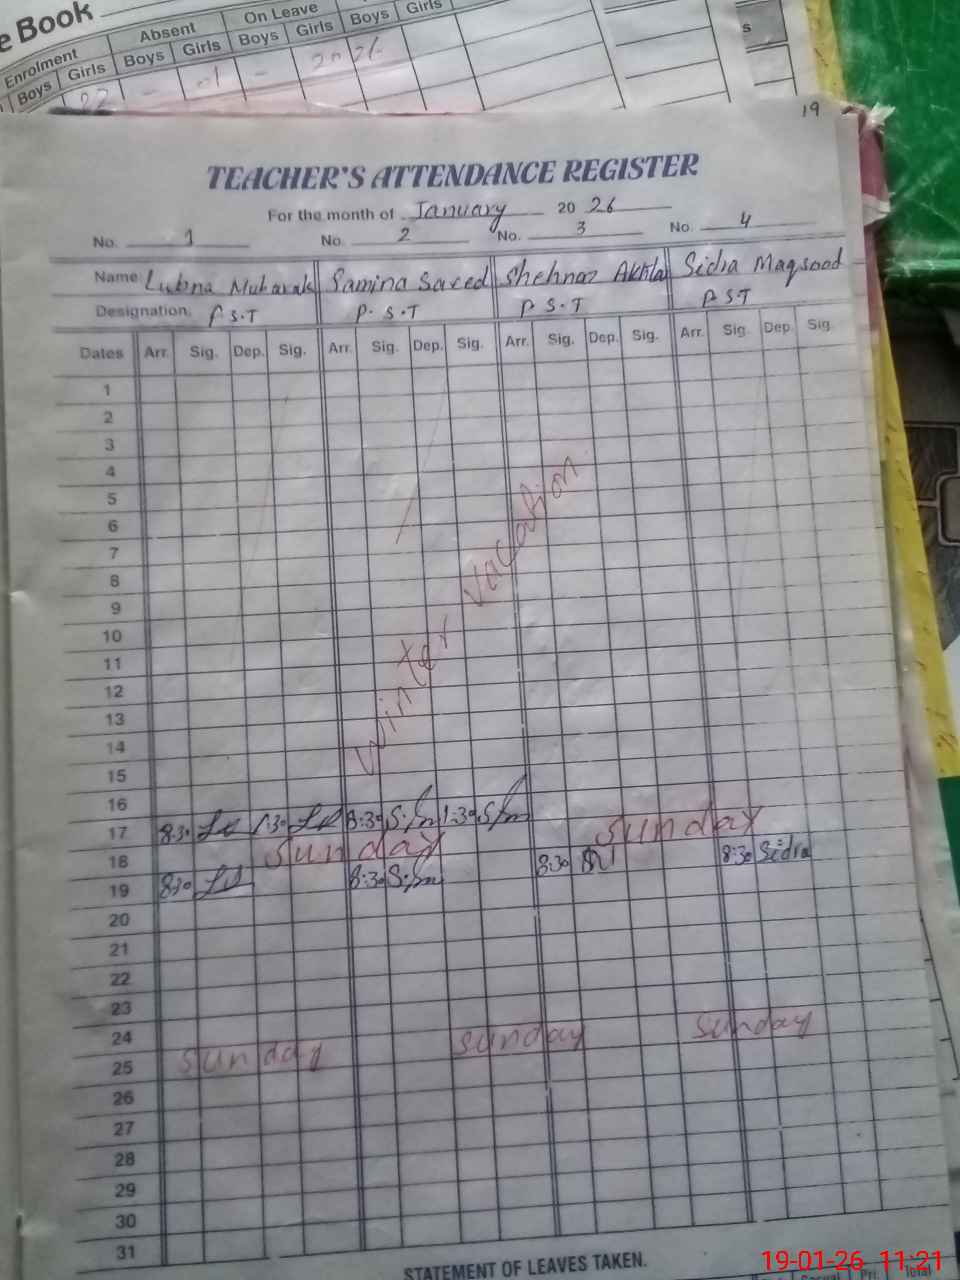 e Book
Enrolment Absent On Leave
Boys Girls Boys Girls Boys Girls Boys Girls
s
19
TEACHER'S ATTENDANCE REGISTER
For the month of January 20 26
No. 1 No. 2 No. 3 No. 4
Name: Lubna Mubarak Samina Saeed Shehnaz Akhtar Sidra Maqsood
Designation. P S.T P. S.T P S.T P S.T
Dates Arr. Sig. Dep. Sig. Arr. Sig. Dep. Sig. Arr. Sig. Dep. Sig. Arr. Sig. Dep. Sig.
1
2
3
4
5
6
7
8
9
10
11
12
13
14
15
Winter vacation
16
17 8:30 1:30 8:30 1:30
18 Sunday Sunday
19 8:30 8:30 8:30 8:30 Sidra
20
21
22
23
24
25 Sunday Sunday Sunday
26
27
28
29
30
31
STATEMENT OF LEAVES TAKEN.
19-01-26 11:21
Casual Pri Total